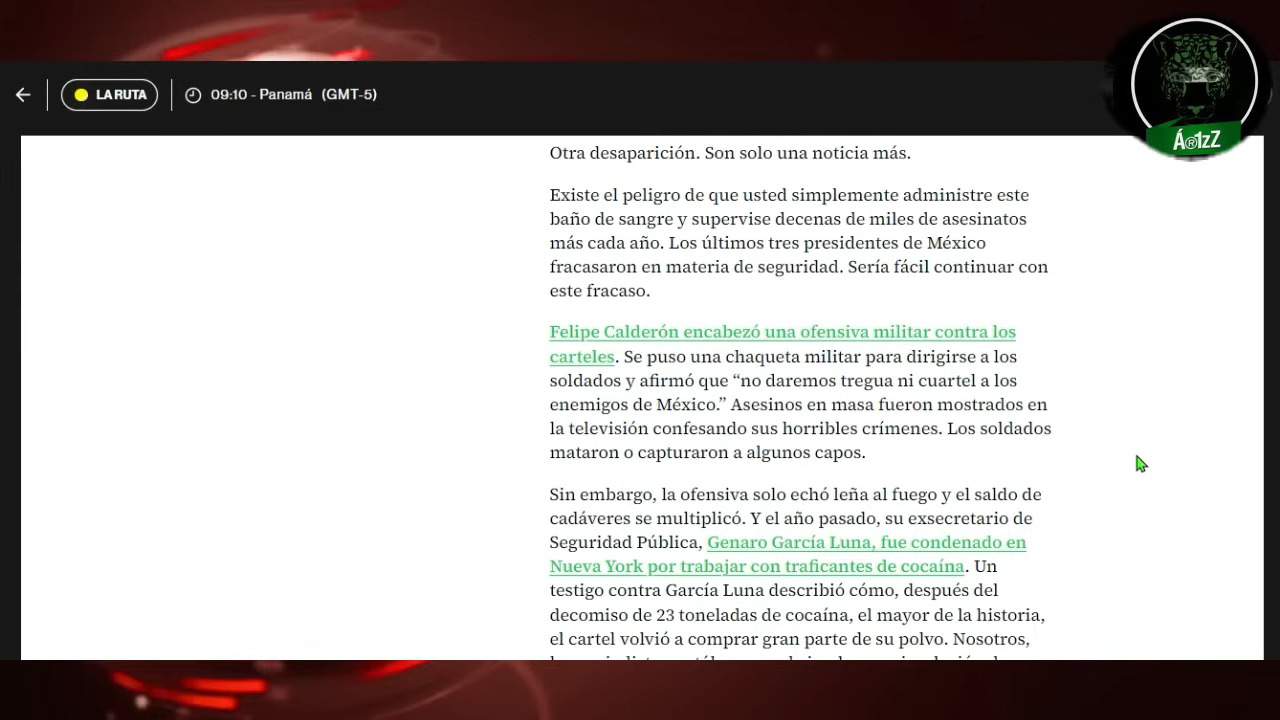 LA RUTA
09:10 - Panamá (GMT-5)
Á®1zZ
Otra desaparición. Son solo una noticia más.
Existe el peligro de que usted simplemente administre este
baño de sangre y supervise decenas de miles de asesinatos
más cada año. Los últimos tres presidentes de México
fracasaron en materia de seguridad. Sería fácil continuar con
este fracaso.
Felipe Calderón encabezó una ofensiva militar contra los
carteles. Se puso una chaqueta militar para dirigirse a los
soldados y afirmó que “no daremos tregua ni cuartel a los
enemigos de México.” Asesinos en masa fueron mostrados en
la televisión confesando sus horribles crímenes. Los soldados
mataron o capturaron a algunos capos.
Sin embargo, la ofensiva solo echó leña al fuego y el saldo de
cadáveres se multiplicó. Y el año pasado, su exsecretario de
Seguridad Pública, Genaro García Luna, fue condenado en
Nueva York por trabajar con traficantes de cocaína. Un
testigo contra García Luna describió cómo, después del
decomiso de 23 toneladas de cocaína, el mayor de la historia,
el cartel volvió a comprar gran parte de su polvo. Nosotros,